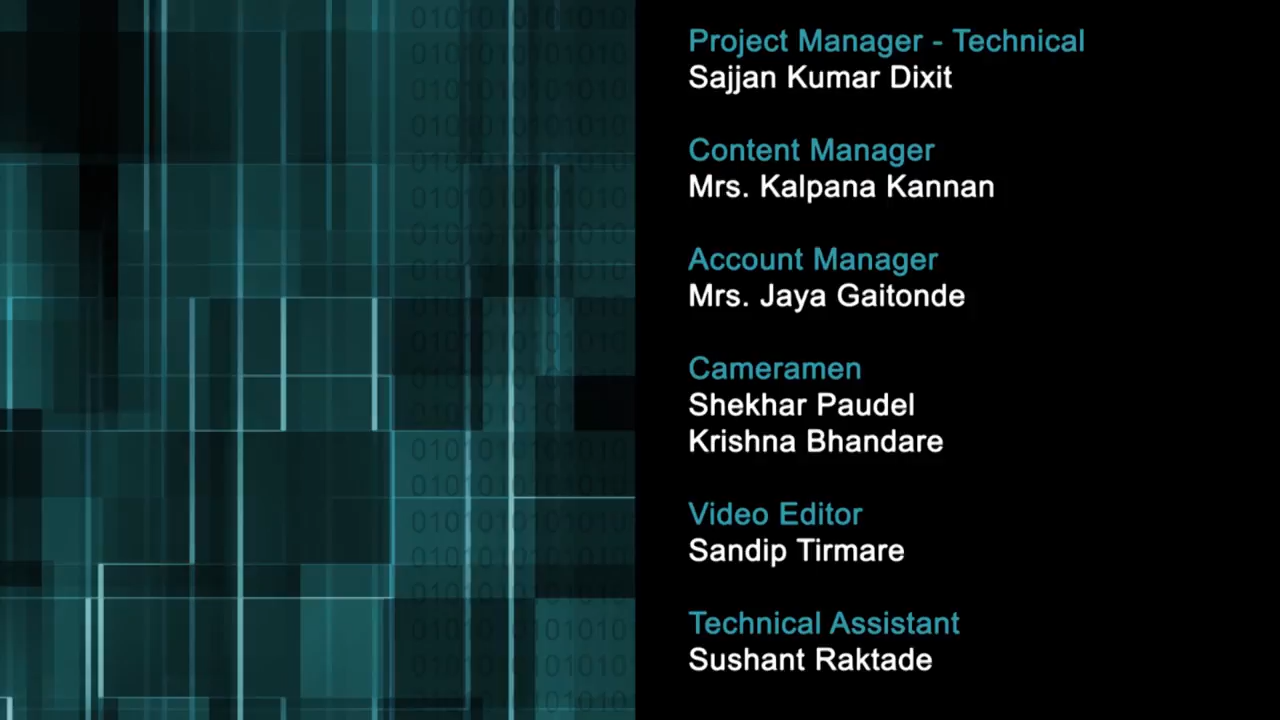 Project Manager - Technical
Sajjan Kumar Dixit
Content Manager
Mrs. Kalpana Kannan
Account Manager
Mrs. Jaya Gaitonde
Cameramen
Shekhar Paudel
Krishna Bhandare
Video Editor
Sandip Tirmare
Technical Assistant
Sushant Raktade